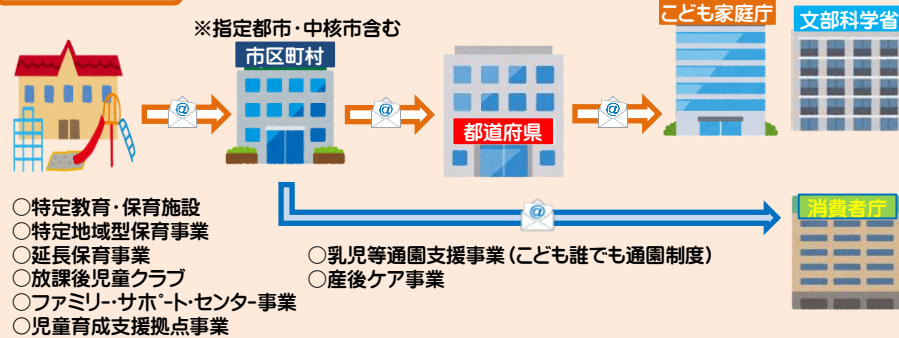 ※指定都市・中核市含む
市区町村
都道府県
こども家庭庁
文部科学省
消費者庁
○特定教育・保育施設
○特定地域型保育事業
○延長保育事業
○放課後児童クラブ
○ファミリー・サポート・センター事業
○児童育成支援拠点事業
○乳児等通園支援事業(こども誰でも通園制度)
○産後ケア事業
@
@
@
@